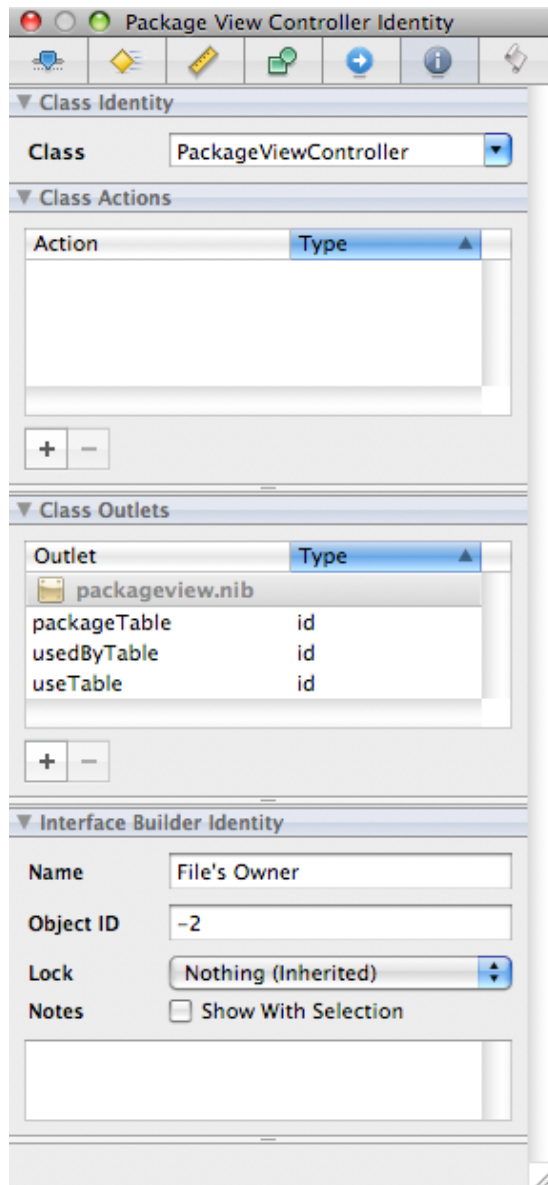 Package View Controller Identity
Class Identity
Class PackageViewController
Class Actions
Action Type
+ −
Class Outlets
Outlet Type
packageview.nib
packageTable id
usedByTable id
useTable id
+ −
Interface Builder Identity
Name File's Owner
Object ID -2
Lock Nothing (Inherited)
Notes Show With Selection